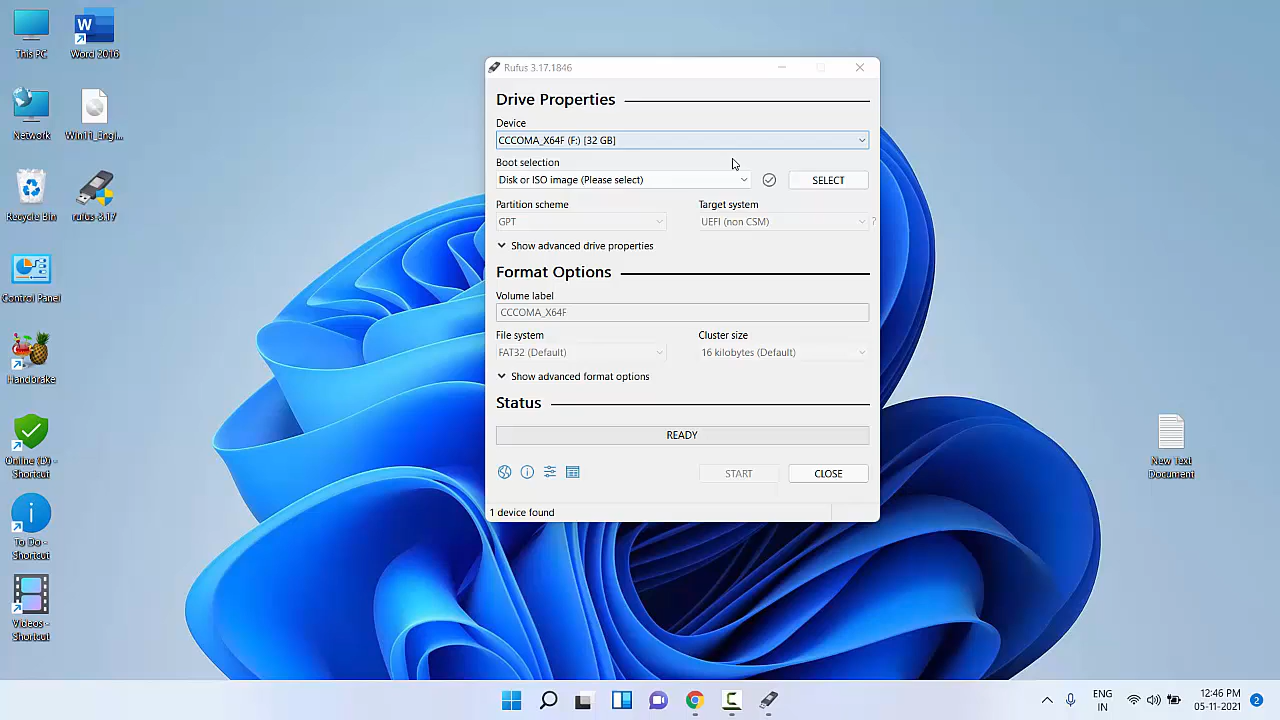 This PC
Word 2016
Network
Win11_Engl...
Recycle Bin
rufus 3.17
Control Panel
Handbrake
Online (D) -
Shortcut
To Do -
Shortcut
Videos -
Shortcut
New Text
Document
Rufus 3.17.1846
Drive Properties
Device
CCCOMA_X64F (F:) [32 GB]
Boot selection
Disk or ISO image (Please select)
SELECT
Partition scheme
Target system
GPT
UEFI (non CSM)
?
Show advanced drive properties
Format Options
Volume label
CCCOMA_X64F
File system
Cluster size
FAT32 (Default)
16 kilobytes (Default)
Show advanced format options
Status
READY
START
CLOSE
1 device found
ENG
IN
12:46 PM
05-11-2021
2